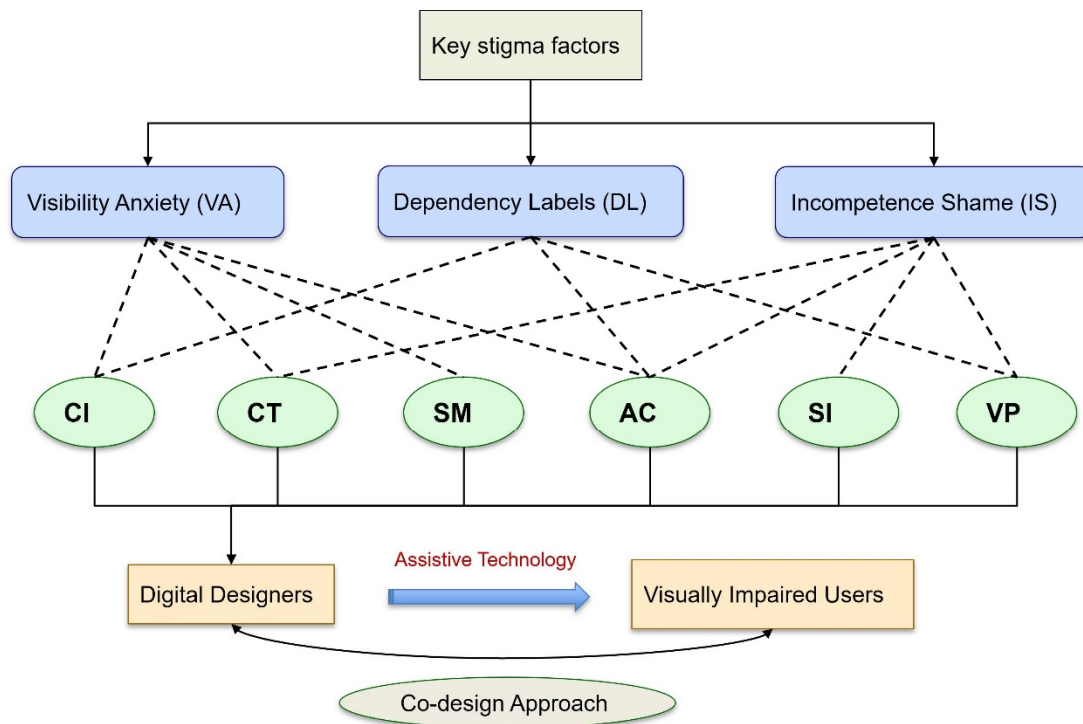 Key stigma factors
Visibility Anxiety (VA)
Dependency Labels (DL)
Incompetence Shame (IS)
CI
CT
SM
AC
SI
VP
Assistive Technology
Digital Designers
Visually Impaired Users
Co-design Approach